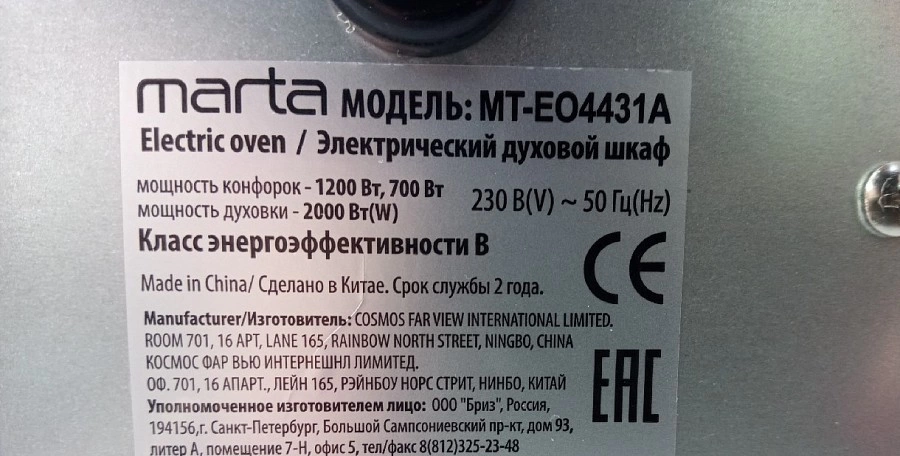 marta МОДЕЛЬ: MT-EO4431A
Electric oven / Электрический духовой шкаф
мощность конфорок - 1200 Вт, 700 Вт
мощность духовки - 2000 Вт(W)
230 В(V) ~ 50 Гц(Hz)
Класс энергоэффективности B
CE
Made in China/ Сделано в Китае. Срок службы 2 года.
Manufacturer/Изготовитель: COSMOS FAR VIEW INTERNATIONAL LIMITED.
ROOM 701, 16 APT, LANE 165, RAINBOW NORTH STREET, NINGBO, CHINA
КОСМОС ФАР ВЬЮ ИНТЕРНЕШНЛ ЛИМИТЕД.
ОФ. 701, 16 АПАРТ., ЛЕЙН 165, РЭЙНБОУ НОРС СТРИТ, НИНБО, КИТАЙ
EAC
Уполномоченное изготовителем лицо: ООО "Бриз", Россия,
194156,г. Санкт-Петербург, Большой Сампсониевский пр-кт, дом 93,
литер А, помещение 7-Н, офис 5, тел/факс 8(812)325-23-48